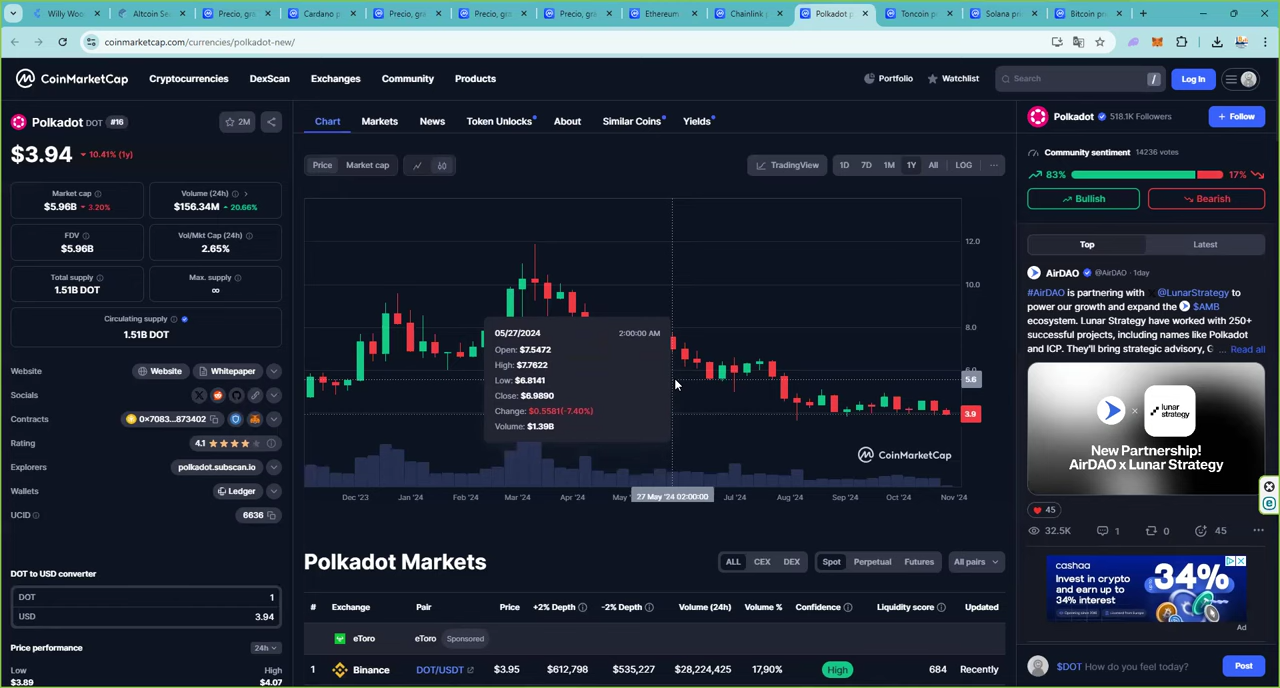 Willy Woo
Altcoin Sea
Precio, grá
Cardano p
Precio, grá
Precio, grá
Precio, grá
Ethereum
Chainlink p
Polkadot p
Toncoin pr
Solana pri
Bitcoin pri
coinmarketcap.com/currencies/polkadot-new/
CoinMarketCap
Cryptocurrencies
DexScan
Exchanges
Community
Products
Portfolio
Watchlist
Search
/
Log In
Polkadot DOT #16
2M
$3.94 10.41% (1y)
Market cap
$5.96B 3.20%
Volume (24h)
$156.34M 20.66%
FDV
$5.96B
Vol/Mkt Cap (24h)
2.65%
Total supply
1.51B DOT
Max. supply
∞
Circulating supply
1.51B DOT
Website
Website
Whitepaper
Socials
Contracts
0x7083...873402
Rating
4.1
Explorers
polkadot.subscan.io
Wallets
Ledger
UCID
6636
DOT to USD converter
DOT 1
USD 3.94
Price performance
24h
Low
$3.89
High
$4.07
Chart
Markets
News
Token Unlocks
About
Similar Coins
Yields
Price
Market cap
TradingView
1D
7D
1M
1Y
All
LOG
12.0
10.0
8.0
6.0
5.6
3.9
05/27/2024 2:00:00 AM
Open: $7.5472
High: $7.7622
Low: $6.8141
Close: $6.9890
Change: $0.5581(-7.40%)
Volume: $1.39B
CoinMarketCap
Dec '23
Jan '24
Feb '24
Mar '24
Apr '24
May '
27 May '24 02:00:00
Jul '24
Aug '24
Sep '24
Oct '24
Nov '24
Polkadot Markets
ALL
CEX
DEX
Spot
Perpetual
Futures
All pairs
# Exchange Pair Price +2% Depth -2% Depth Volume (24h) Volume % Confidence Liquidity score Updated
eToro eToro Sponsored
1 Binance DOT/USDT $3.95 $612,798 $535,227 $28,224,425 17,90% High 684 Recently
Polkadot 518.1K Followers
+ Follow
Community sentiment 14236 votes
83%
17%
Bullish
Bearish
Top
Latest
AirDAO @AirDAO · 1day
#AirDAO is partnering with @LunarStrategy to
power our growth and expand the $AMB
ecosystem. Lunar Strategy have worked with 250+
successful projects, including names like Polkadot
and ICP. They'll bring strategic advisory, G ... Read all
lunar
strategy
New Partnership!
AirDAO x Lunar Strategy
45
32.5K
1
0
45
cashaa
Invest in crypto
and earn up to
34% interest
34%
Ad
$DOT How do you feel today?
Post